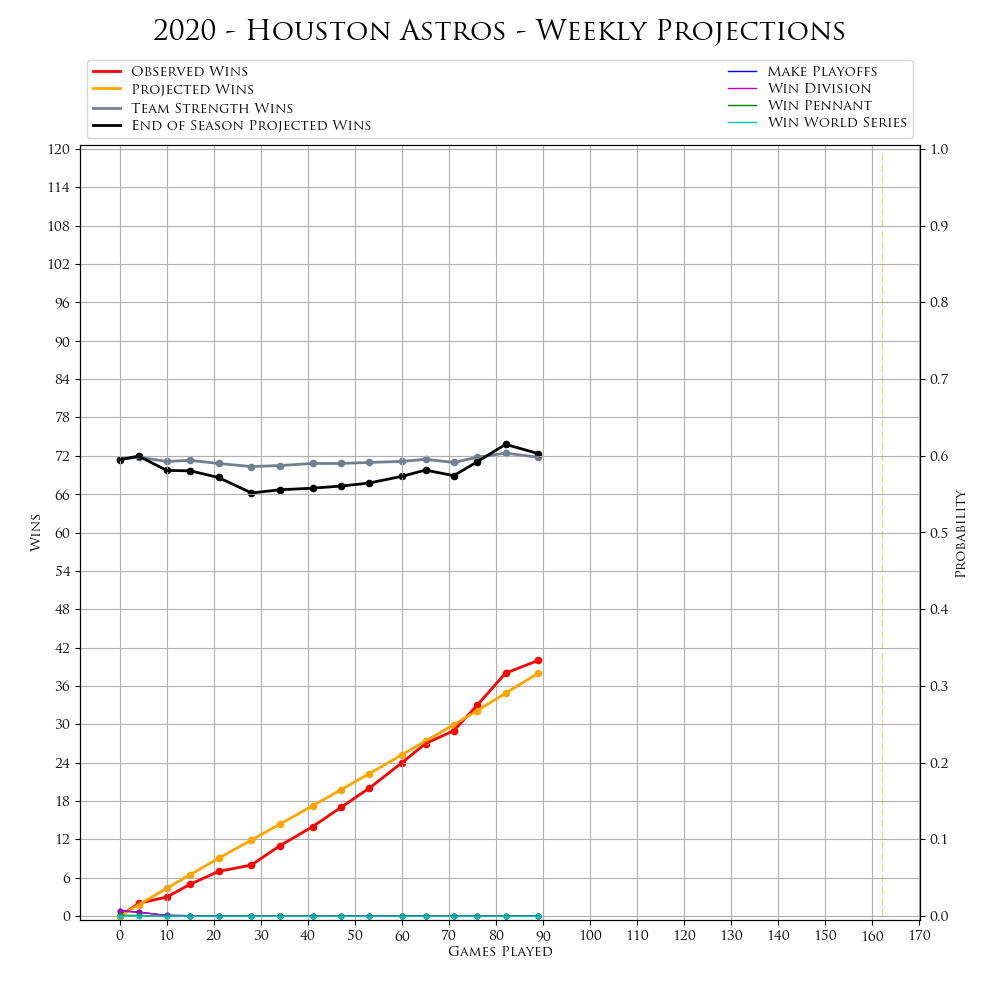 2020 - Houston Astros - Weekly Projections
Observed Wins
Projected Wins
Team Strength Wins
End of Season Projected Wins
Make Playoffs
Win Division
Win Pennant
Win World Series
120
114
108
102
96
90
84
78
72
66
60
54
48
42
36
30
24
18
12
6
0
Wins
1.0
0.9
0.8
0.7
0.6
0.5
0.4
0.3
0.2
0.1
0.0
Probability
0 10 20 30 40 50 60 70 80 90 100 110 120 130 140 150 160 170
Games Played